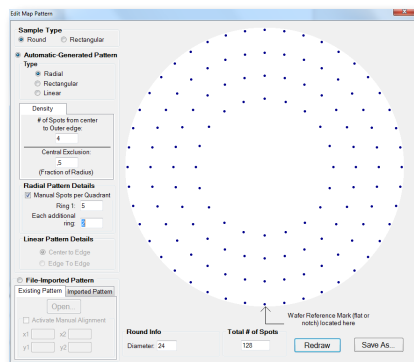 Edit Map Pattern
Sample Type
Round Rectangular
Automatic-Generated Pattern
Type
Radial
Rectangular
Linear
Density
# of Spots from center
to Outer edge:
4
Central Exclusion:
.5
(Fraction of Radius)
Radial Pattern Details
Manual Spots per Quadrant
Ring 1: 5
Each additional
ring: 2
Linear Pattern Details
Center to Edge
Edge To Edge
File-Imported Pattern
Existing Pattern Imported Pattern
Open...
Activate Manual Alignment
x1 x2
y1 y2
Wafer Reference Mark (flat or
notch) located here
Round Info
Diameter: 24
Total # of Spots
128
Redraw
Save As...